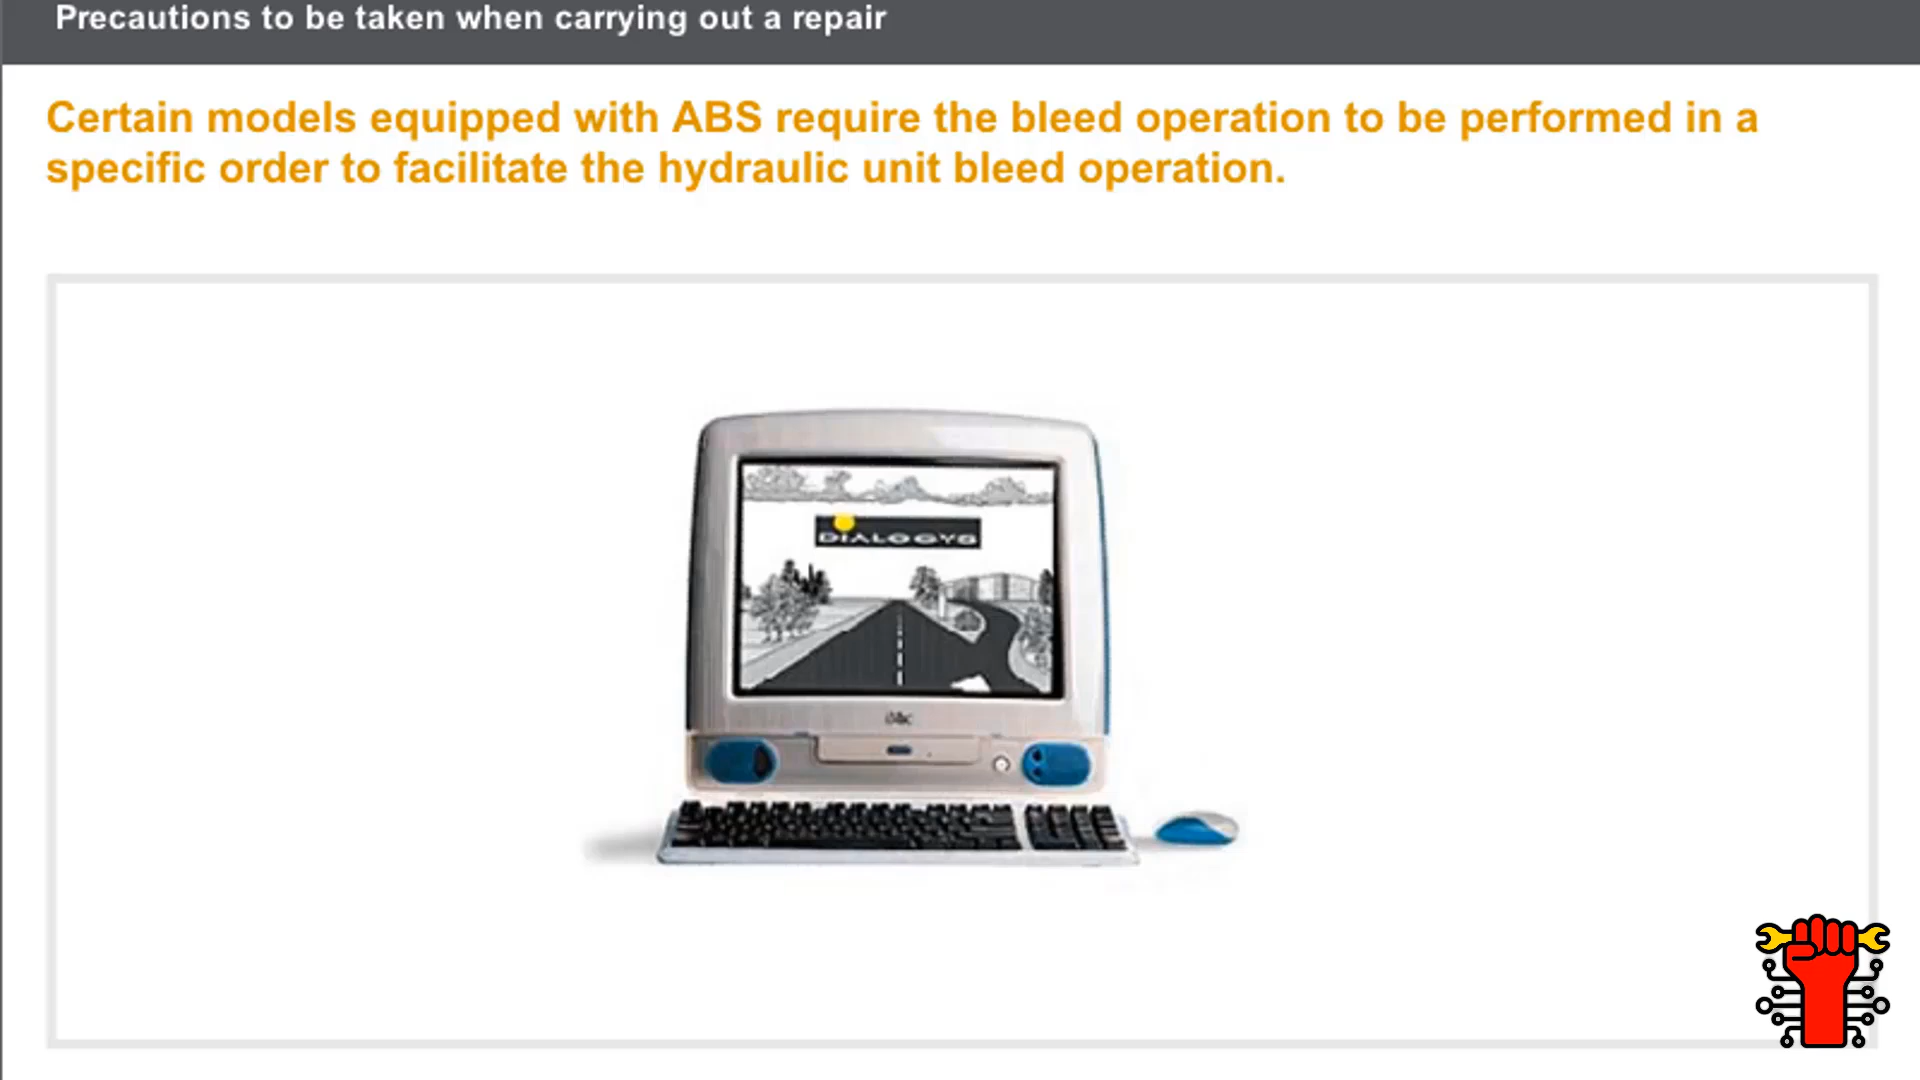 Precautions to be taken when carrying out a repair
Certain models equipped with ABS require the bleed operation to be performed in a
specific order to facilitate the hydraulic unit bleed operation.
DIALOGYS
iMac